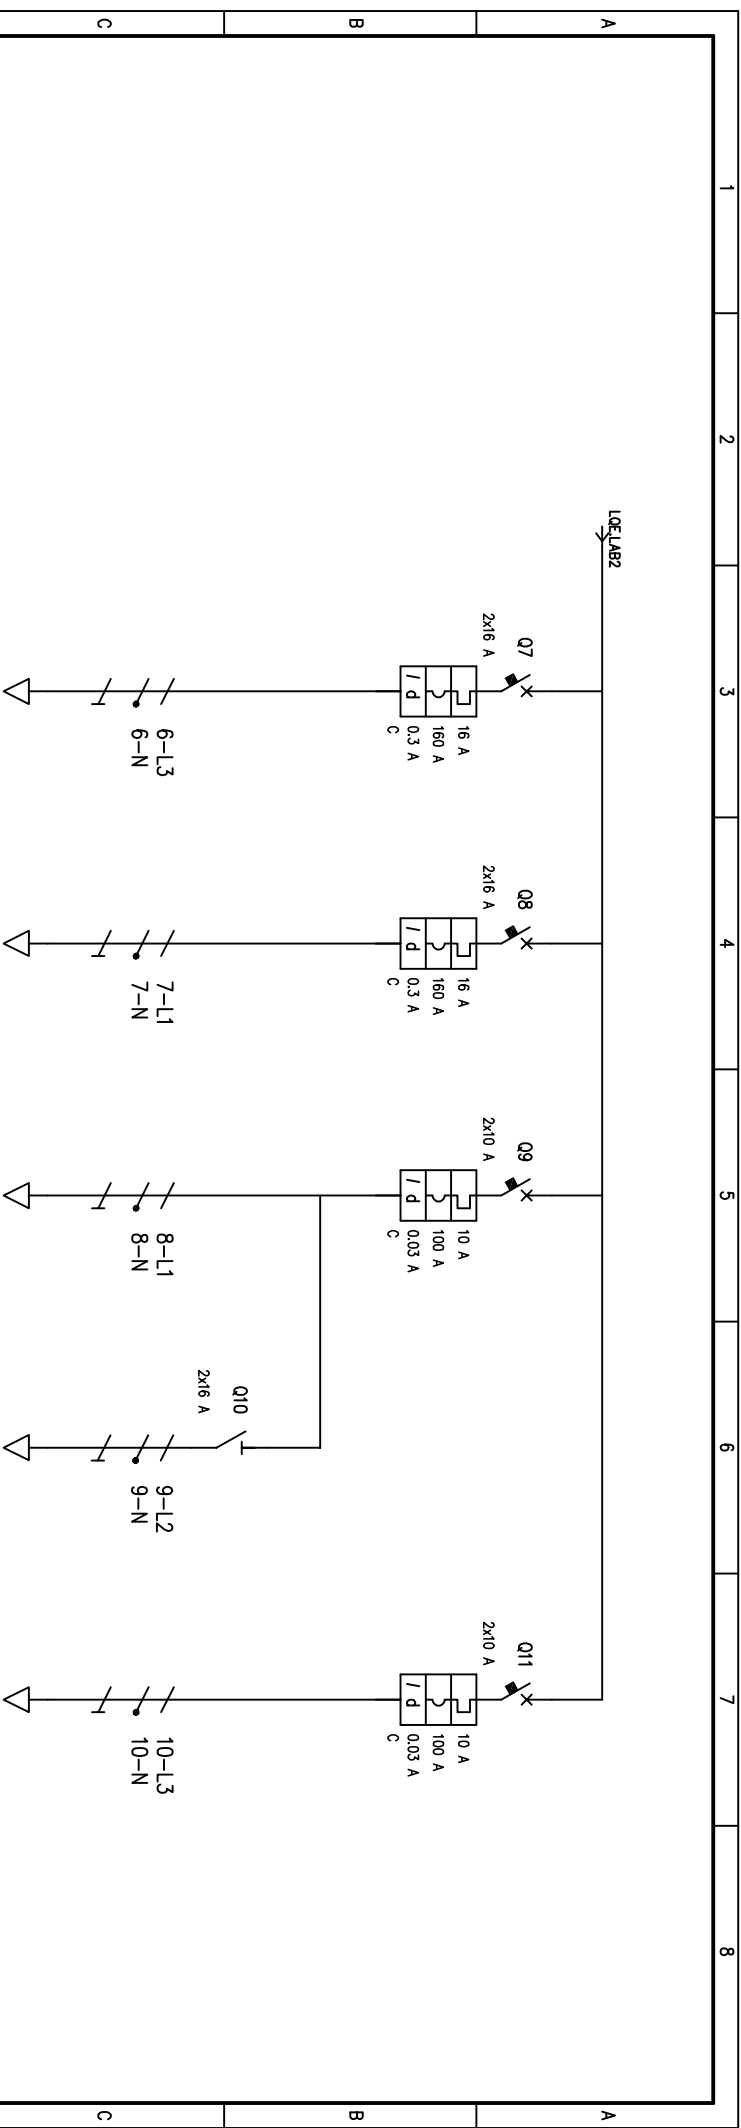 1
2
3
4
5
6
7
8
A
A
B
B
C
C
LQE.LAB2
Q7
2x16 A
16 A
160 A
I d
0.3 A
C
6-L3
6-N
Q8
2x16 A
16 A
160 A
I d
0.3 A
C
7-L1
7-N
Q9
2x10 A
10 A
100 A
I d
0.03 A
C
8-L1
8-N
Q10
2x16 A
9-L2
9-N
Q11
2x10 A
10 A
100 A
I d
0.03 A
C
10-L3
10-N